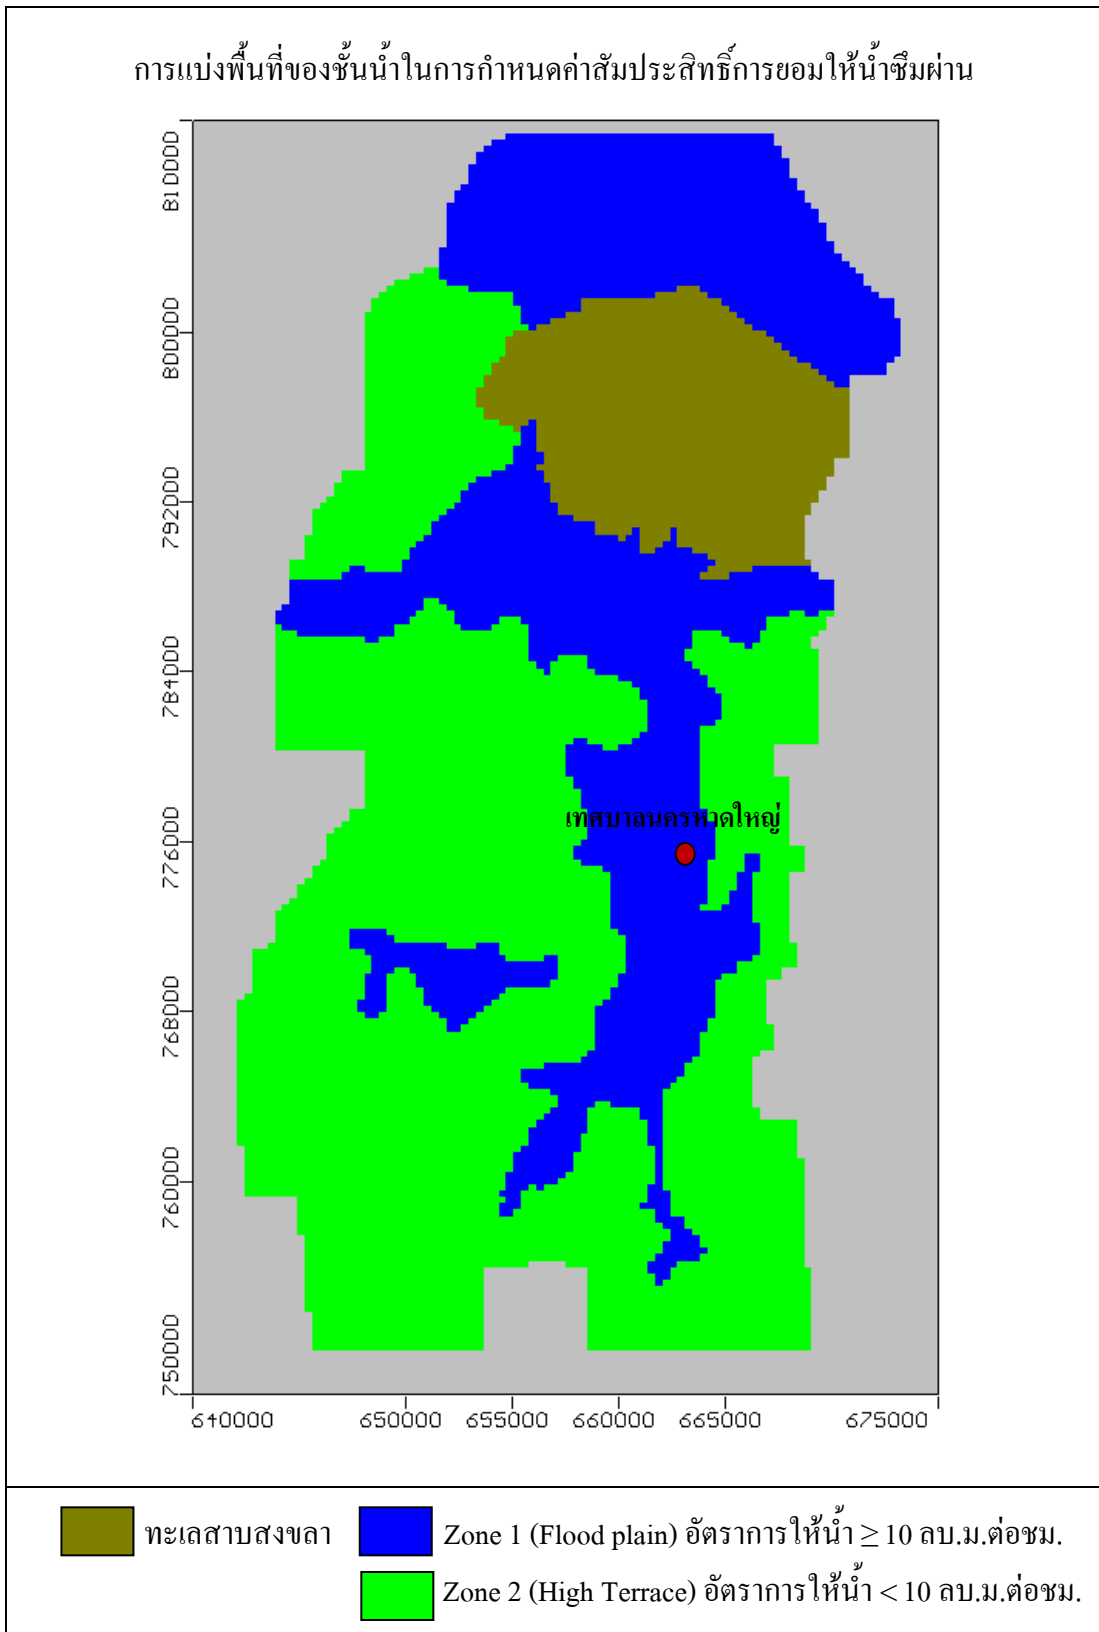 การแบ่งพื้นที่ของชั้นน้ำในการกำหนดค่าสัมประสิทธิ์การยอมให้น้ำซึมผ่าน
810000
800000
792000
784000
776000
768000
760000
750000
เทศบาลนครหาดใหญ่
640000 650000 655000 660000 665000 675000
ทะเลสาบสงขลา Zone 1 (Flood plain) อัตราการให้น้ำ ≥ 10 ลบ.ม.ต่อชม.
Zone 2 (High Terrace) อัตราการให้น้ำ < 10 ลบ.ม.ต่อชม.